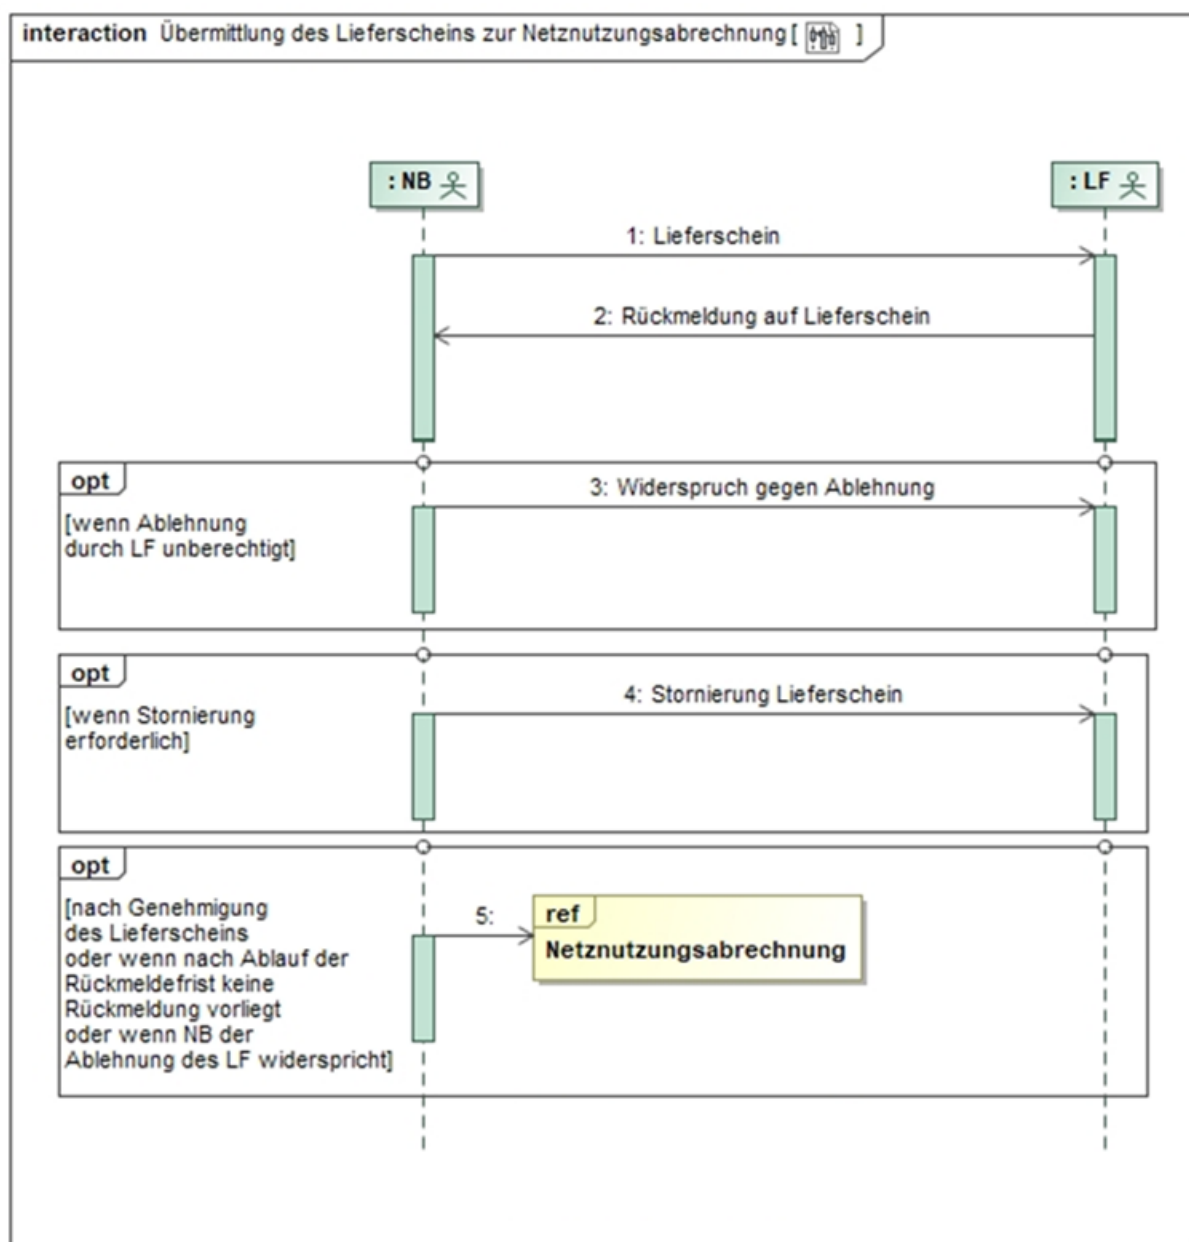 interaction Übermittlung des Lieferscheins zur Netznutzungsabrechnung [ ]
: NB
: LF
1: Lieferschein
2: Rückmeldung auf Lieferschein
opt
3: Widerspruch gegen Ablehnung
[wenn Ablehnung
durch LF unberechtigt]
opt
4: Stornierung Lieferschein
[wenn Stornierung
erforderlich]
opt
[nach Genehmigung
des Lieferscheins
oder wenn nach Ablauf der
Rückmeldefrist keine
Rückmeldung vorliegt
oder wenn NB der
Ablehnung des LF widerspricht]
5:
ref
Netznutzungsabrechnung